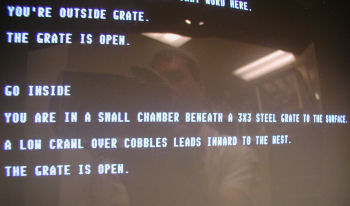 WORD HERE.
YOU'RE OUTSIDE GRATE.
THE GRATE IS OPEN.
GO INSIDE
YOU ARE IN A SMALL CHAMBER BENEATH A 3X3 STEEL GRATE TO THE SURFACE.
A LOW CRAWL OVER COBBLES LEADS INWARD TO THE WEST.
THE GRATE IS OPEN.